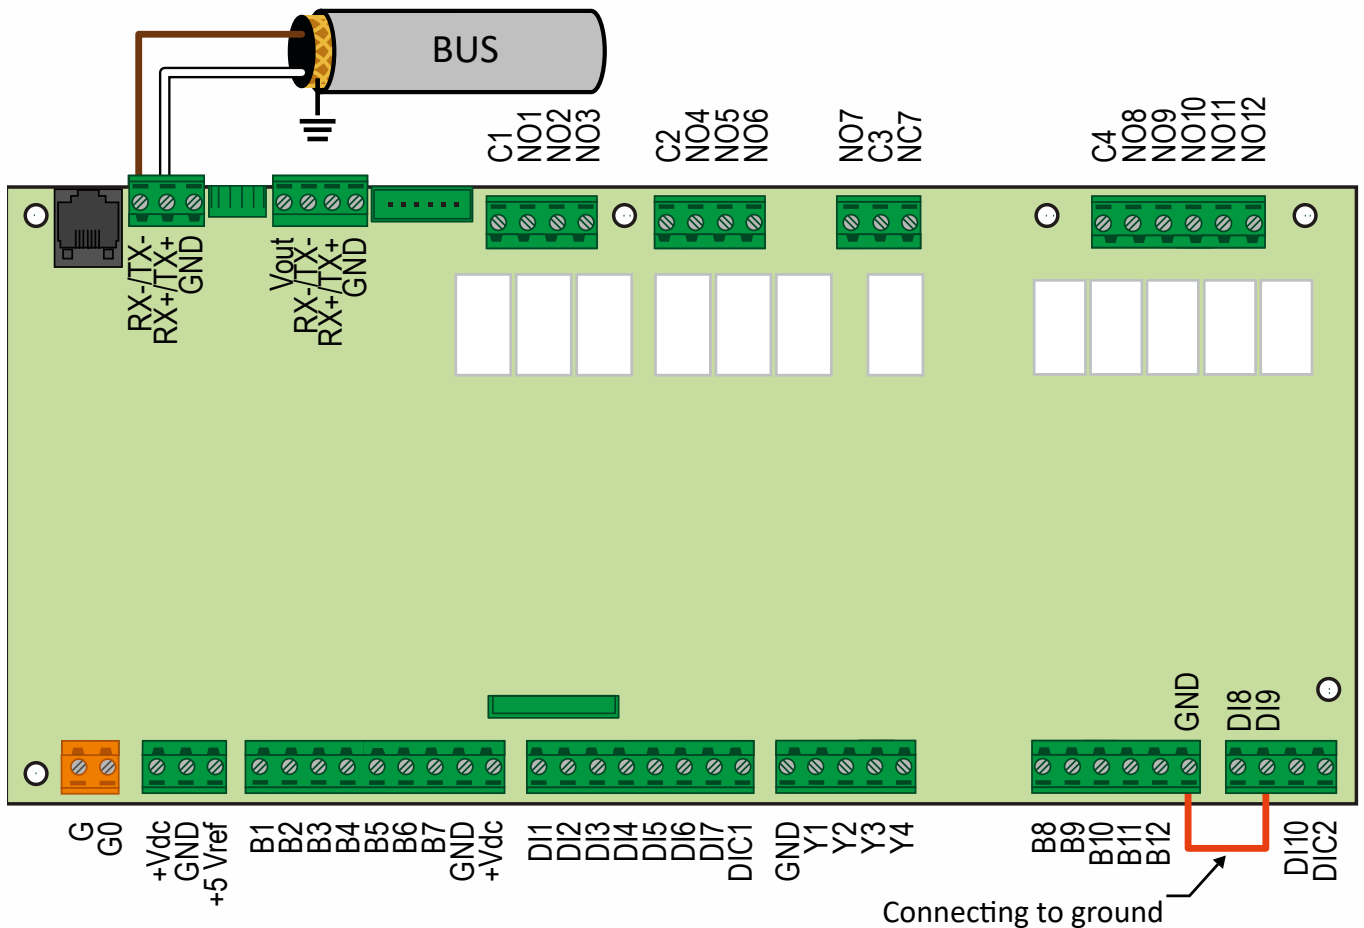 BUS
C1
NO1
NO2
NO3
C2
NO4
NO5
NO6
NO7
C3
NC7
C4
NO8
NO9
NO10
NO11
NO12
RX-/TX-
RX+/TX+
GND
Vout
RX-/TX-
RX+/TX+
GND
GND
DI8
DI9
G
G0
+Vdc
GND
+5 Vref
B1
B2
B3
B4
B5
B6
B7
GND
+Vdc
DI1
DI2
DI3
DI4
DI5
DI6
DI7
DIC1
GND
Y1
Y2
Y3
Y4
B8
B9
B10
B11
B12
DI10
DIC2
Connecting to ground